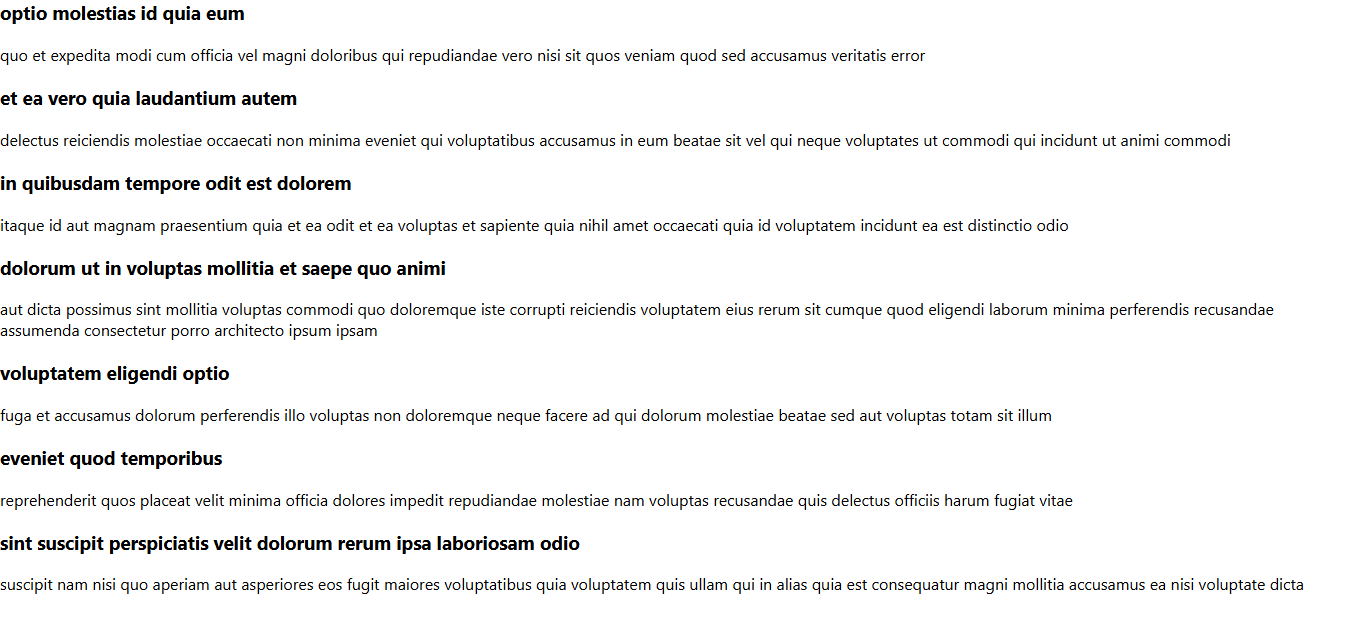 optio molestias id quia eum
quo et expedita modi cum officia vel magni doloribus qui repudiandae vero nisi sit quos veniam quod sed accusamus veritatis error
et ea vero quia laudantium autem
delectus reiciendis molestiae occaecati non minima eveniet qui voluptatibus accusamus in eum beatae sit vel qui neque voluptates ut commodi qui incidunt ut animi commodi
in quibusdam tempore odit est dolorem
itaque id aut magnam praesentium quia et ea odit et ea voluptas et sapiente quia nihil amet occaecati quia id voluptatem incidunt ea est distinctio odio
dolorum ut in voluptas mollitia et saepe quo animi
aut dicta possimus sint mollitia voluptas commodi quo doloremque iste corrupti reiciendis voluptatem eius rerum sit cumque quod eligendi laborum minima perferendis recusandae
assumenda consectetur porro architecto ipsum ipsam
voluptatem eligendi optio
fuga et accusamus dolorum perferendis illo voluptas non doloremque neque facere ad qui dolorum molestiae beatae sed aut voluptas totam sit illum
eveniet quod temporibus
reprehenderit quos placeat velit minima officia dolores impedit repudiandae molestiae nam voluptas recusandae quis delectus officiis harum fugiat vitae
sint suscipit perspiciatis velit dolorum rerum ipsa laboriosam odio
suscipit nam nisi quo aperiam aut asperiores eos fugit maiores voluptatibus quia voluptatem quis ullam qui in alias quia est consequatur magni mollitia accusamus ea nisi voluptate dicta